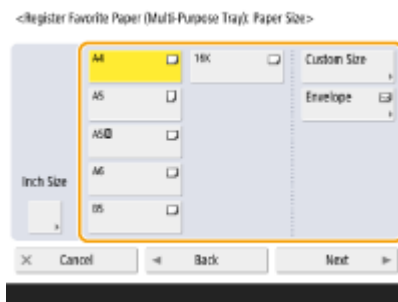 <Register Favorite Paper (Multi-Purpose Tray): Paper Size>
A4
16K
Custom Size
A5
Envelope
A5R
A6
Inch Size
B5
Cancel
Back
Next